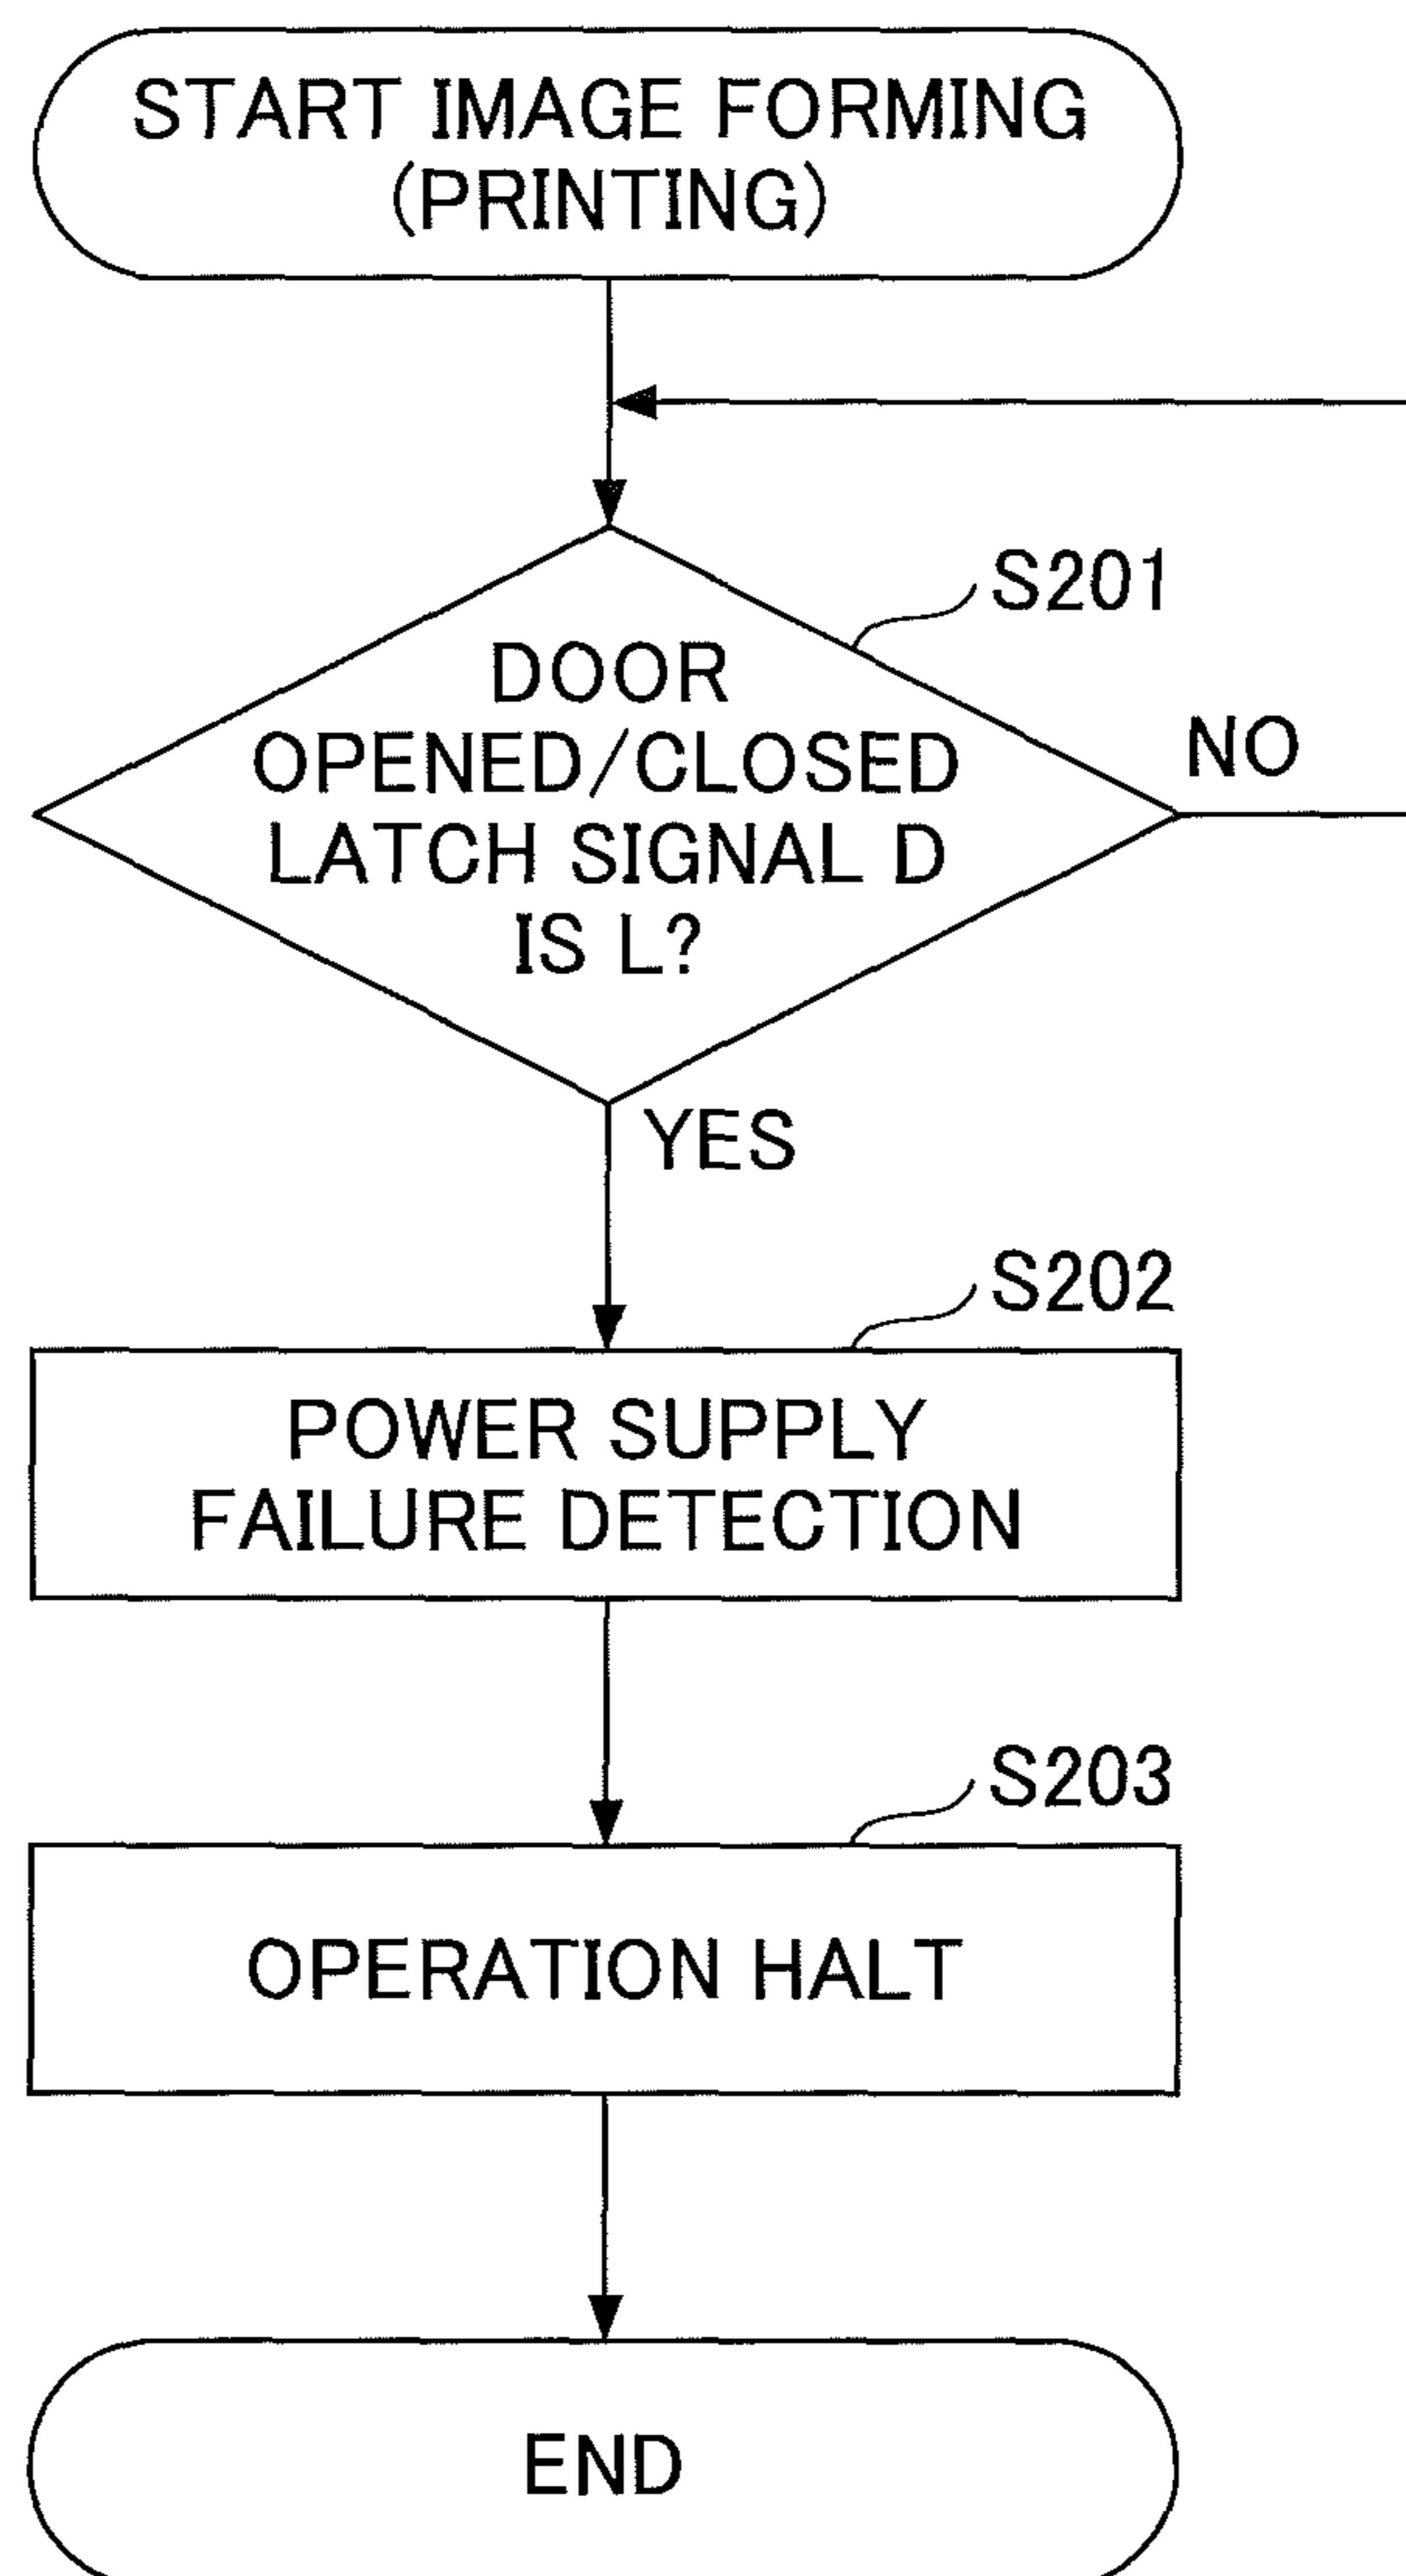 START IMAGE FORMING
(PRINTING)
S201
DOOR
OPENED/CLOSED
LATCH SIGNAL D
IS L?
NO
YES
S202
POWER SUPPLY
FAILURE DETECTION
S203
OPERATION HALT
END